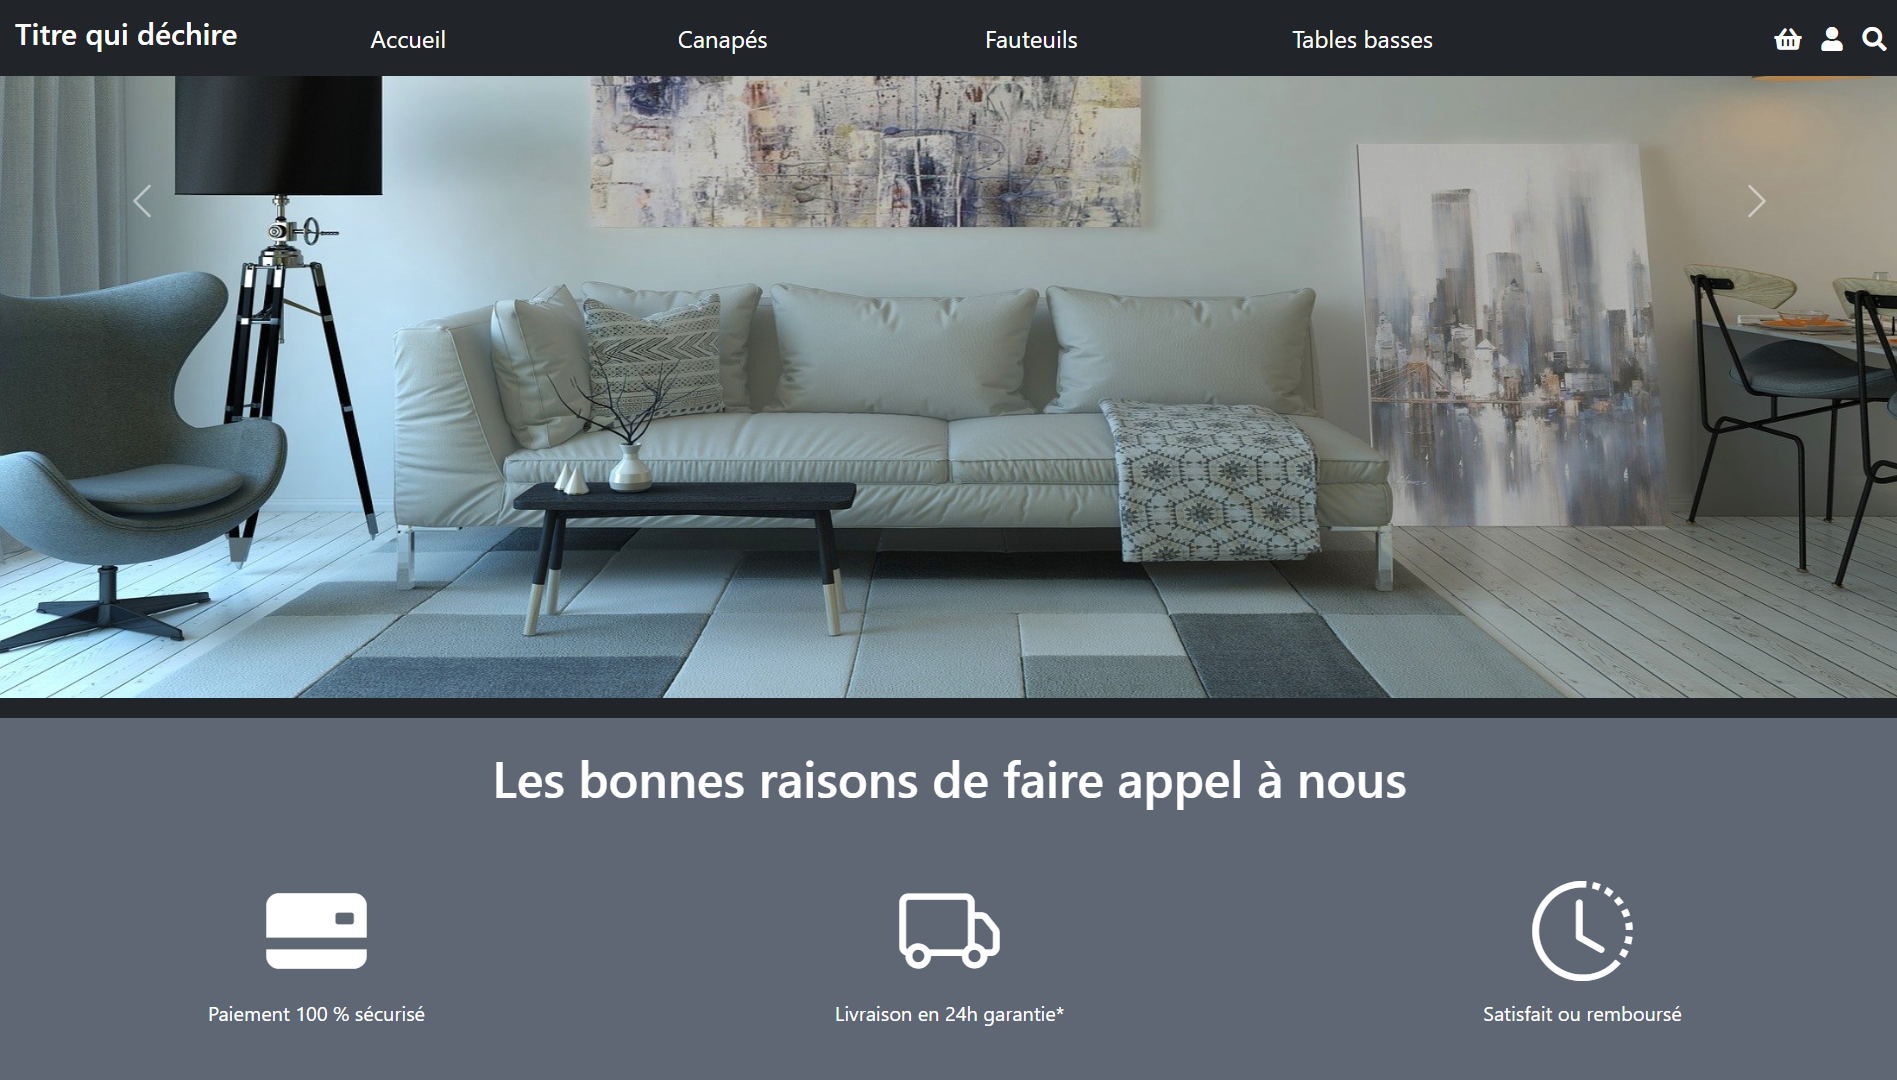 Titre qui déchire
Accueil
Canapés
Fauteuils
Tables basses
Les bonnes raisons de faire appel à nous
Paiement 100 % sécurisé
Livraison en 24h garantie*
Satisfait ou remboursé